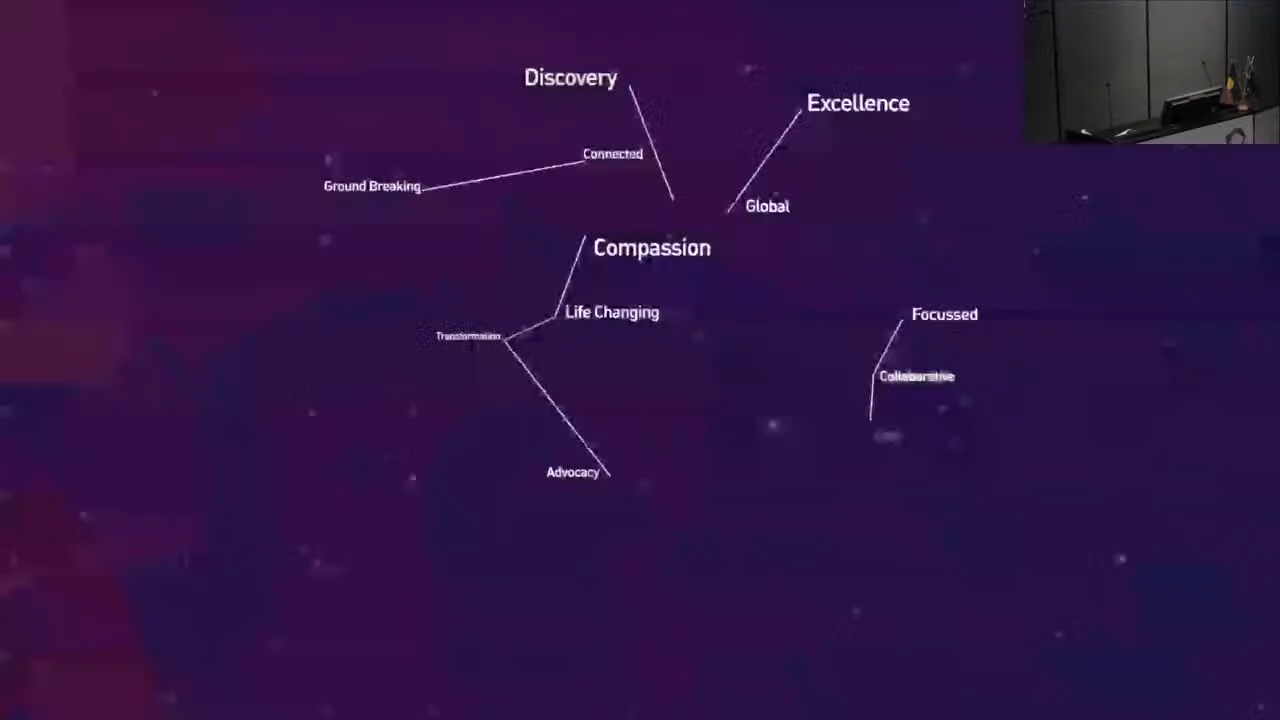 Discovery
Excellence
Connected
Ground Breaking
Global
Compassion
Life Changing
Focussed
Transformation
Collaborative
Advocacy